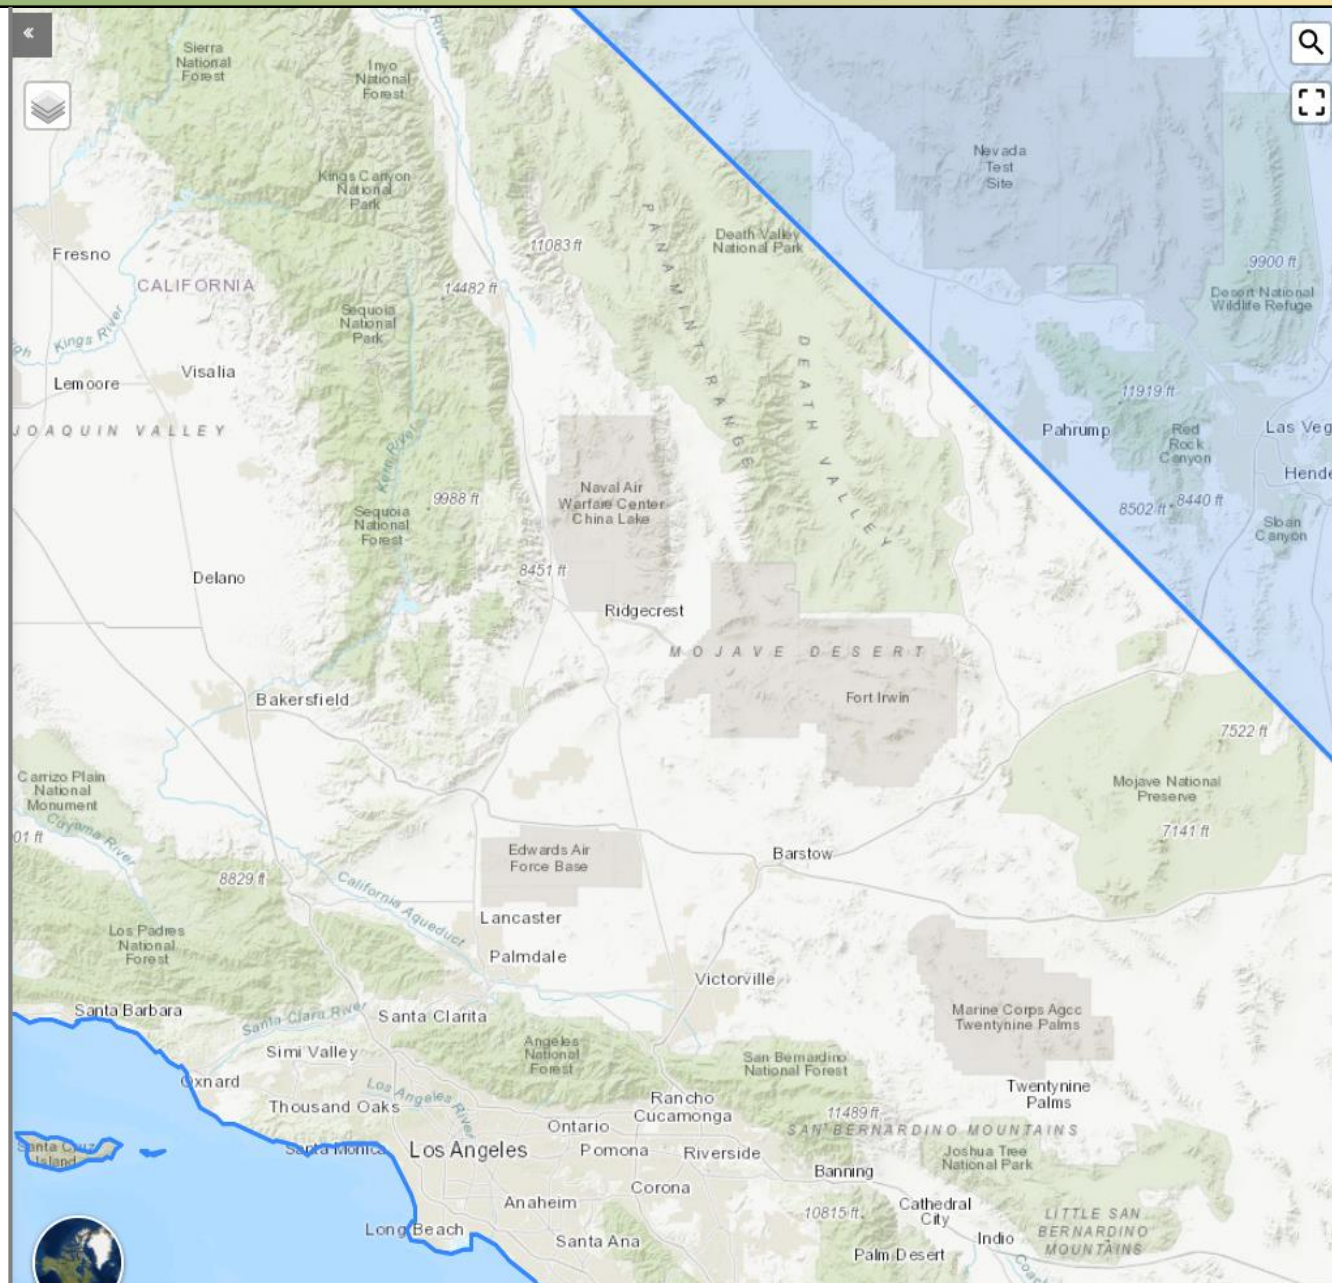 «
Sierra
National
Forest
River
Inyo
National
Forest
Kings Canyon
National
Park
Nevada
Test
Site
PANAMINT RANGE
Death Valley
National Park
11083 ft
Fresno
CALIFORNIA
14482 ft
9900 ft
Desert National
Wildlife Refuge
Sequoia
National
Park
Kings River
DEATH VALLEY
Visalia
Lemoore
11919 ft
JOAQUIN VALLEY
Pahrump
Red
Rock
Canyon
Las Veg
Hende
Kern River
Naval Air
Warfare Center
China Lake
9988 ft
8502 ft
8440 ft
Sequoia
National
Forest
Sloan
Canyon
8451 ft
Delano
Ridgecrest
MOJAVE DESERT
Bakersfield
Fort Irwin
7522 ft
Carrizo Plain
National
Monument
Mojave National
Preserve
01 ft
Cuyama River
7141 ft
Edwards Air
Force Base
Barstow
8829 ft
California Aqueduct
Lancaster
Los Padres
National
Forest
Palmdale
Victorville
Santa Barbara
Santa Clara River
Santa Clarita
Marine Corps Agcc
Twentynine Palms
Simi Valley
Angeles
National
Forest
San Bernardino
National Forest
Oxnard
Los Angeles River
Thousand Oaks
Twentynine
Palms
Rancho
Cucamonga
11489 ft
Ontario
SAN BERNARDINO MOUNTAINS
Santa Cruz
Island
Santa Monica
Los Angeles
Pomona
Riverside
Joshua Tree
National Park
Banning
Corona
Anaheim
Cathedral
City
10815 ft
LITTLE SAN
BERNARDINO
MOUNTAINS
Long Beach
Santa Ana
Indio
Palm Desert